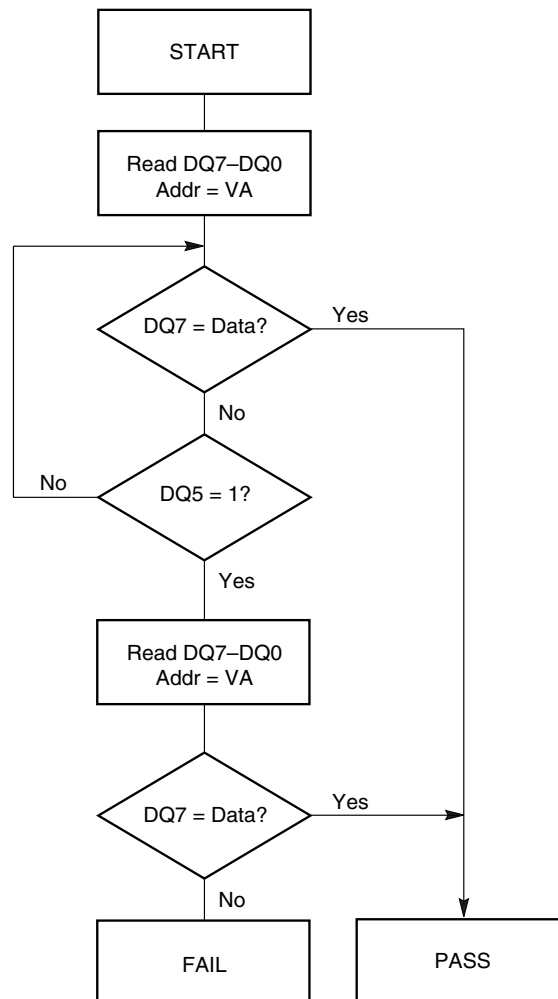 START
Read DQ7–DQ0
Addr = VA
DQ7 = Data?
Yes
No
No
DQ5 = 1?
Yes
Read DQ7–DQ0
Addr = VA
DQ7 = Data?
Yes
No
FAIL
PASS